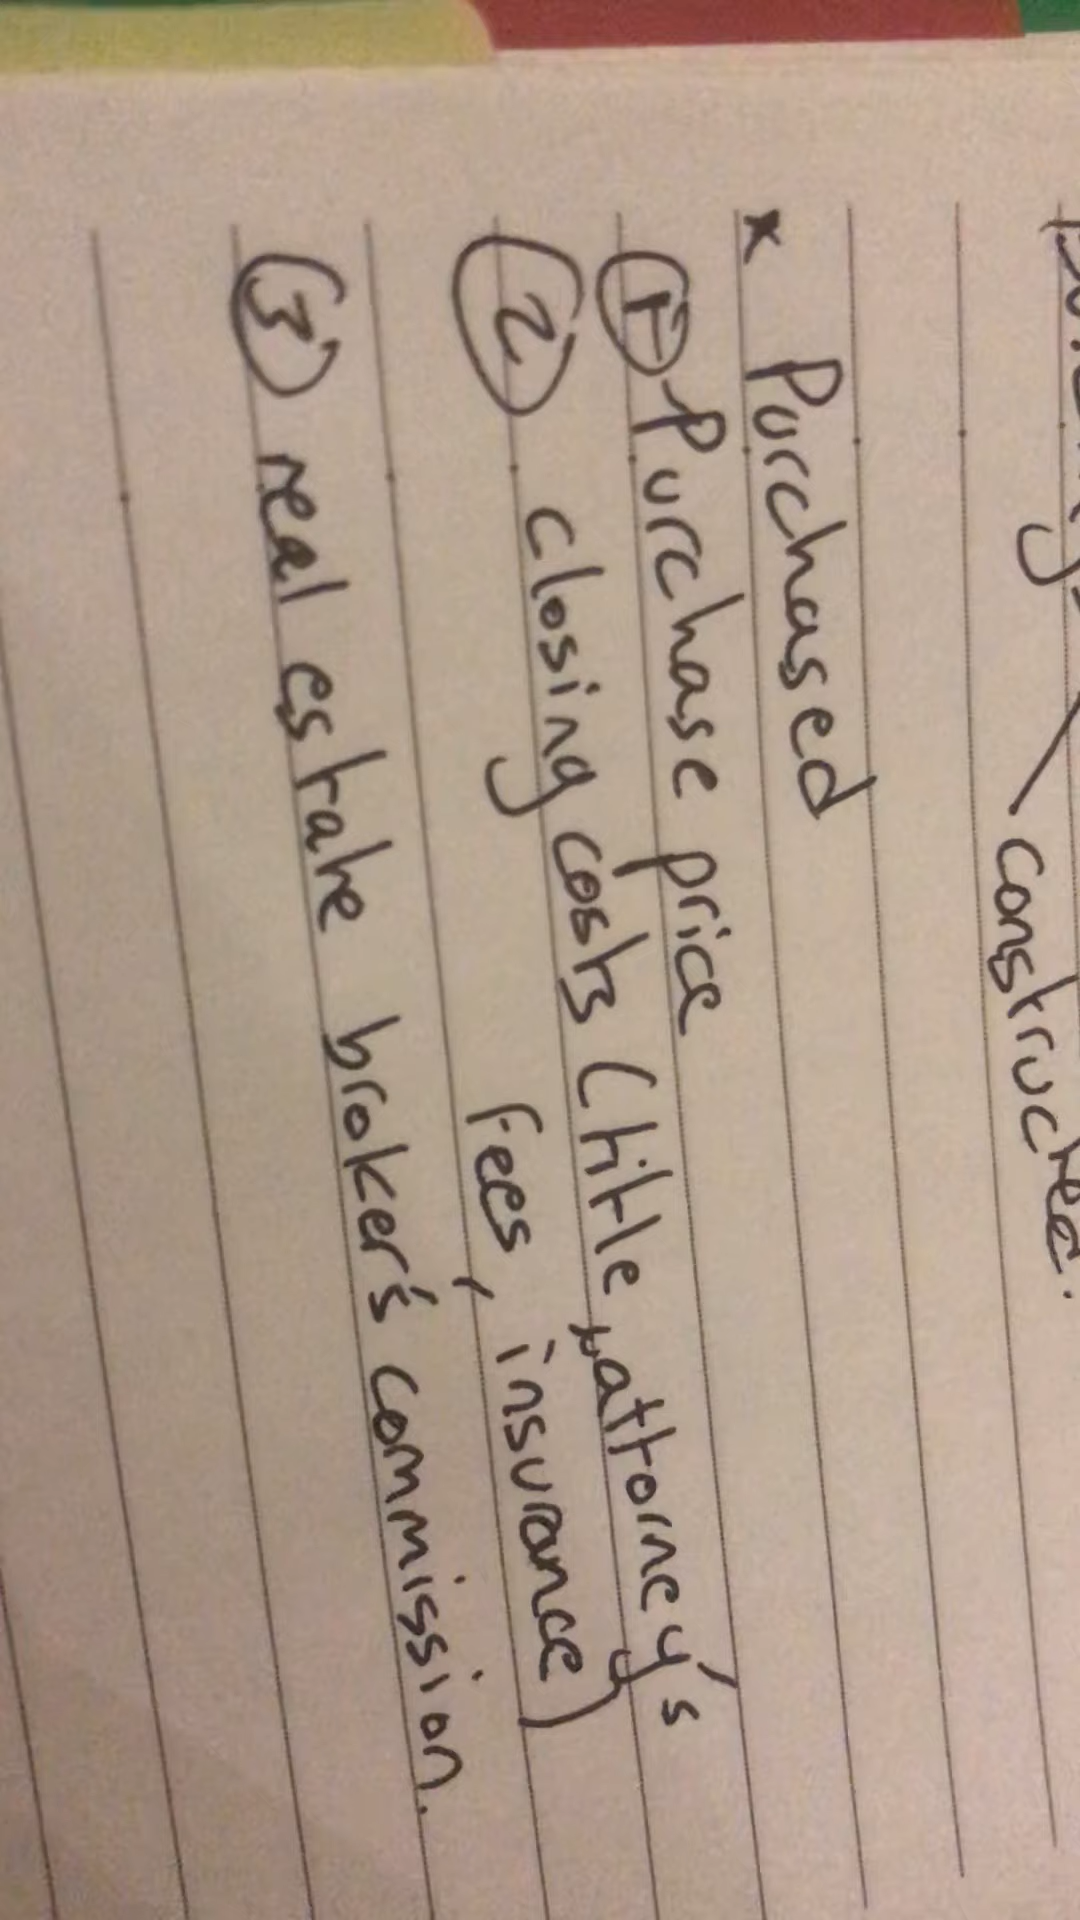 constructed.
x Purchased
① Purchase price
② closing costs (title, attorney's
fees, insurance)
③ real estate broker's commission.